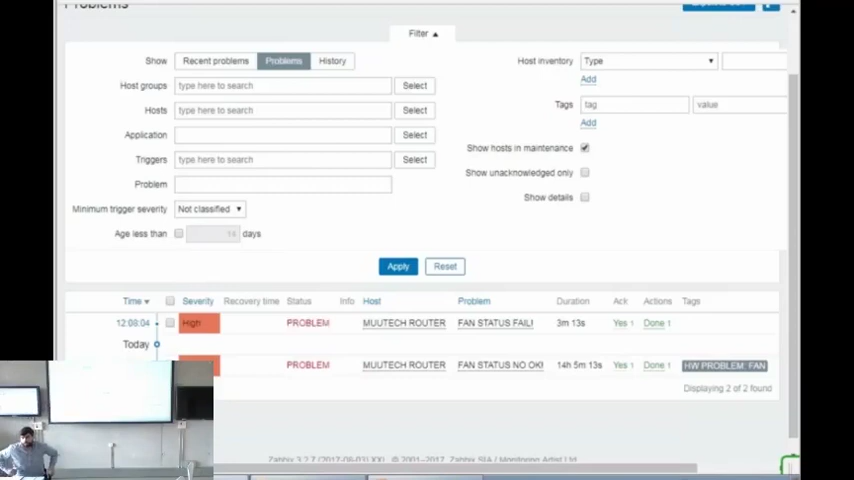 Problems
Filter ▲
Show Recent problems Problems History Host inventory Type
Host groups type here to search Select Add
Hosts type here to search Select Tags tag value
Application Select Add
Triggers type here to search Select Show hosts in maintenance
Problem Show unacknowledged only
Show details
Minimum trigger severity Not classified
Age less than 14 days
Apply Reset
Time ▼ Severity Recovery time Status Info Host Problem Duration Ack Actions Tags
12:08:04 High PROBLEM MUUTECH ROUTER FAN STATUS FAIL! 3m 13s Yes 1 Done 1
Today
PROBLEM MUUTECH ROUTER FAN STATUS NO OK! 14h 5m 13s Yes 1 Done 1 HW PROBLEM: FAN
Displaying 2 of 2 found